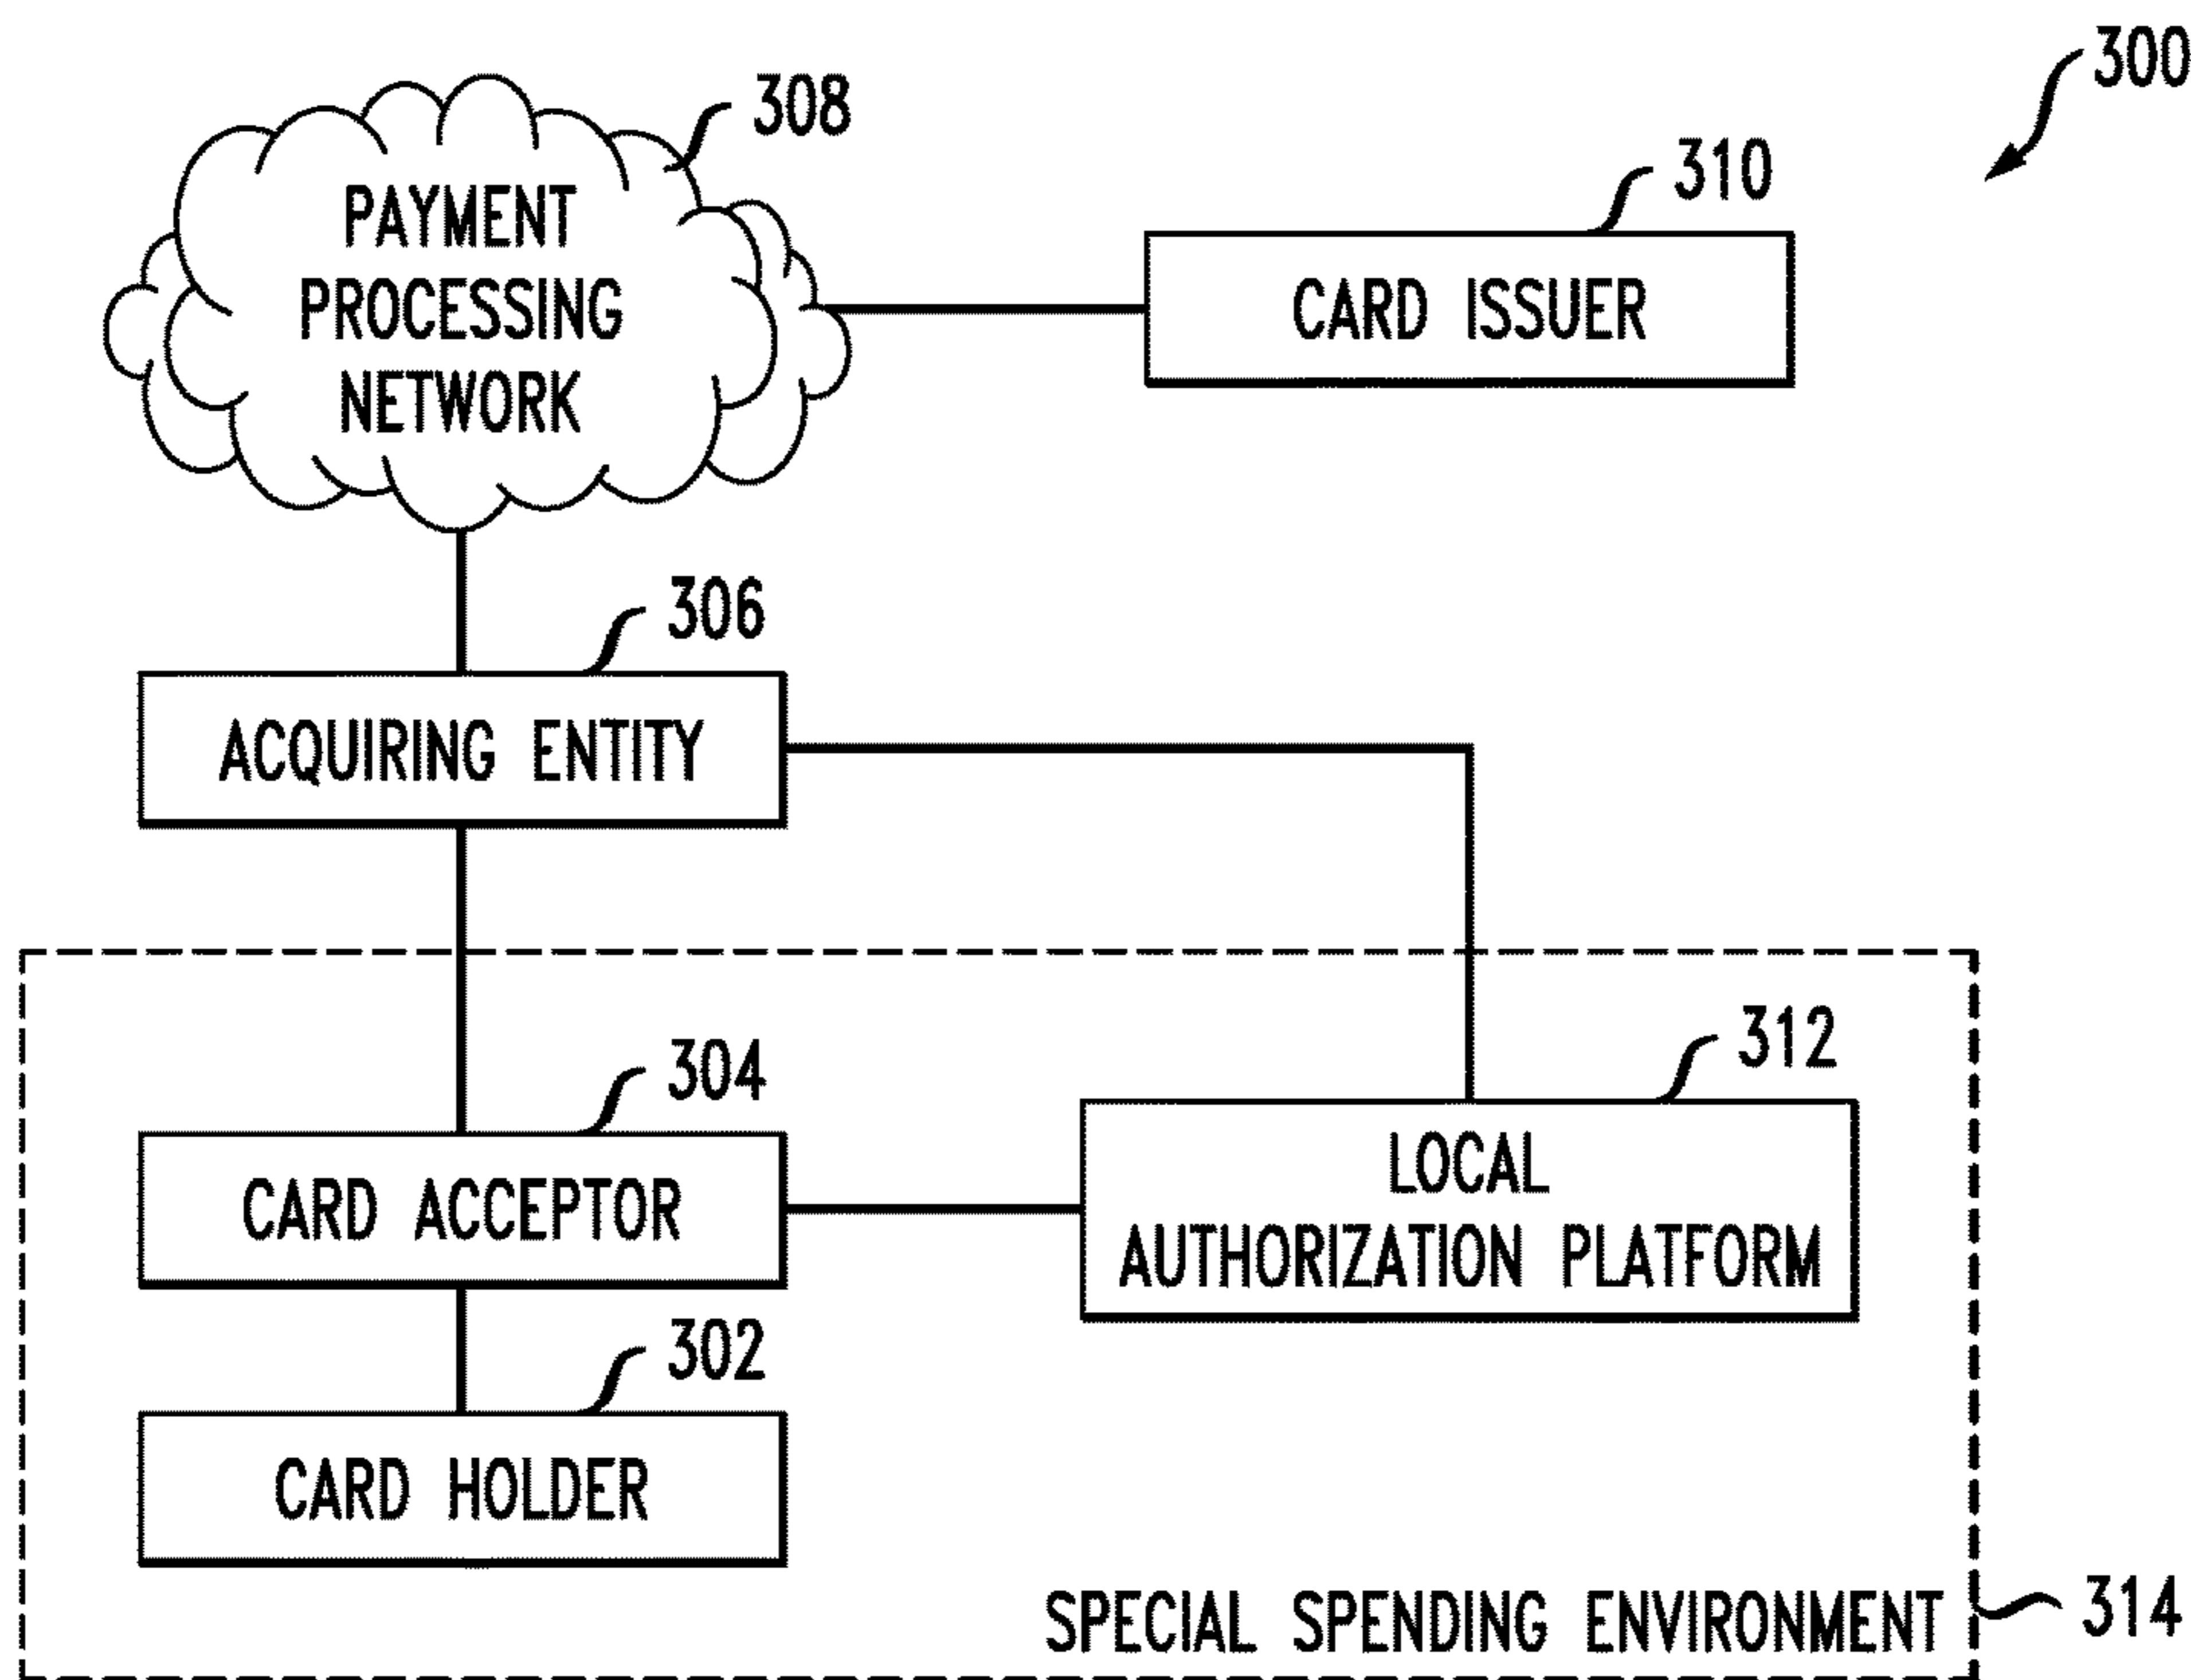 300
308
PAYMENT
PROCESSING
NETWORK
310
CARD ISSUER
306
ACQUIRING ENTITY
304
CARD ACCEPTOR
312
LOCAL
AUTHORIZATION PLATFORM
302
CARD HOLDER
SPECIAL SPENDING ENVIRONMENT
314